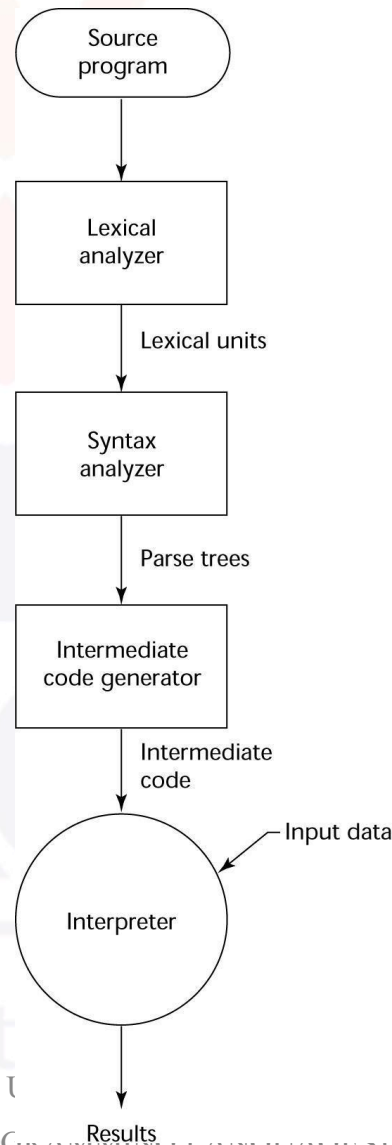 Source
program
Lexical
analyzer
Lexical units
Syntax
analyzer
Parse trees
Intermediate
code generator
Intermediate
code
Input data
Interpreter
Results